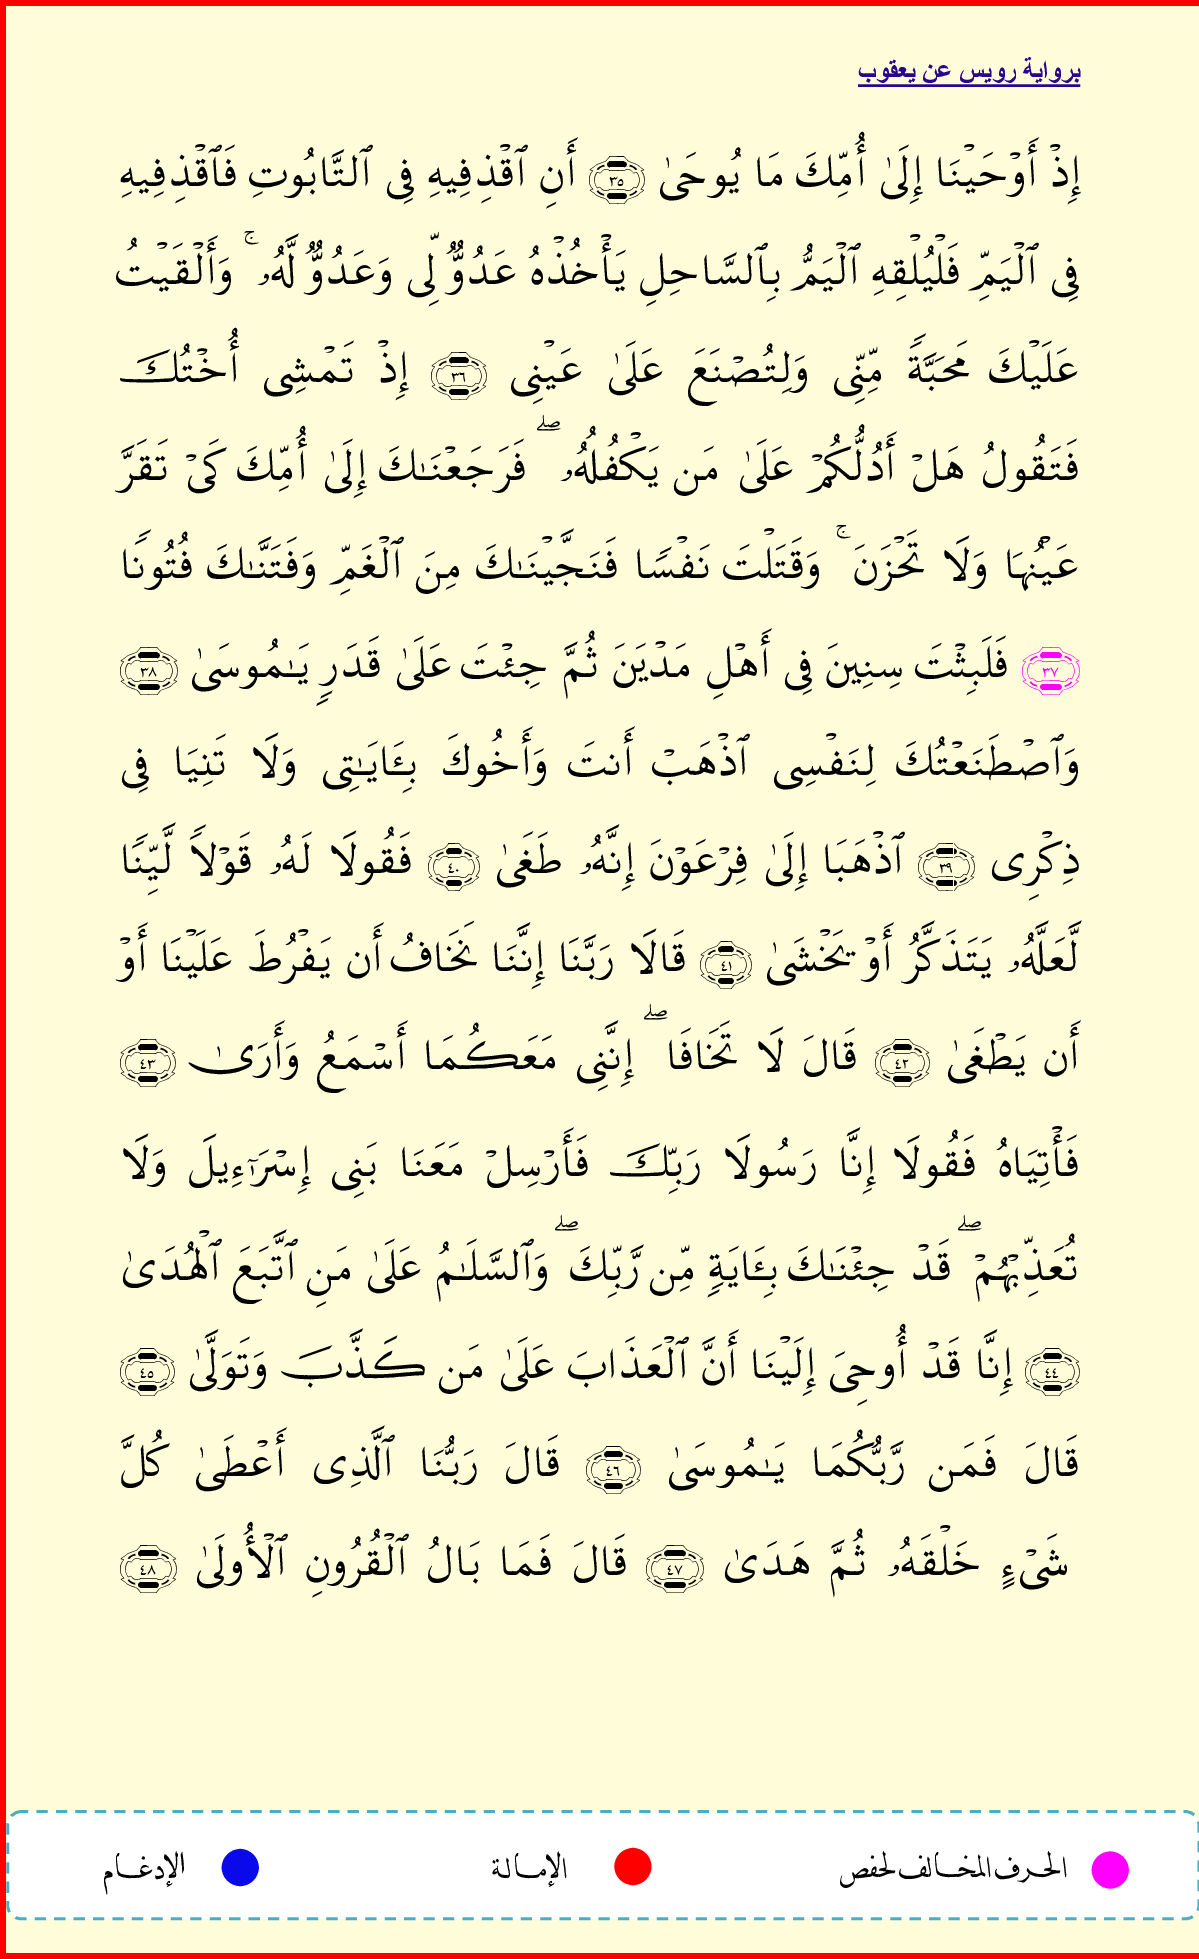 برواية رويس عن يعقوب
إِذۡ أَوۡحَيۡنَا إِلَىٰ أُمِّكَ مَا يُوحَىٰ ٣٥ أَنِ ٱقۡذِفِيهِ فِى ٱلتَّابُوتِ فَٱقۡذِفِيهِ
فِى ٱلۡيَمِّ فَلۡيُلۡقِهِ ٱلۡيَمُّ بِٱلسَّاحِلِ يَأۡخُذۡهُ عَدُوٌّ لِّى وَعَدُوٌّ لَّهُۥ ۚ وَأَلۡقَيۡتُ
عَلَيۡكَ مَحَبَّةً مِّنِّى وَلِتُصۡنَعَ عَلَىٰ عَيۡنِى ٣٦ إِذۡ تَمۡشِى أُخۡتُكَ
فَتَقُولُ هَلۡ أَدُلُّكُمۡ عَلَىٰ مَن يَكۡفُلُهُۥ ۖ فَرَجَعۡنَـٰكَ إِلَىٰ أُمِّكَ كَىۡ تَقَرَّ
عَيۡنُهَا وَلَا تَحۡزَنَ ۚ وَقَتَلۡتَ نَفۡسًا فَنَجَّيۡنَـٰكَ مِنَ ٱلۡغَمِّ وَفَتَنَّـٰكَ فُتُونًا
٣٧ فَلَبِثۡتَ سِنِينَ فِى أَهۡلِ مَدۡيَنَ ثُمَّ جِئۡتَ عَلَىٰ قَدَرٍ يَـٰمُوسَىٰ ٣٨
وَٱصۡطَنَعۡتُكَ لِنَفۡسِى ٱذۡهَبۡ أَنتَ وَأَخُوكَ بِـَٔايَـٰتِى وَلَا تَنِيَا فِى
ذِكۡرِى ٣٩ ٱذۡهَبَا إِلَىٰ فِرۡعَوۡنَ إِنَّهُۥ طَغَىٰ ٤٠ فَقُولَا لَهُۥ قَوۡلًا لَّيِّنًا
لَّعَلَّهُۥ يَتَذَكَّرُ أَوۡ يَخۡشَىٰ ٤١ قَالَا رَبَّنَا إِنَّنَا نَخَافُ أَن يَفۡرُطَ عَلَيۡنَا أَوۡ
أَن يَطۡغَىٰ ٤٢ قَالَ لَا تَخَافَا ۖ إِنَّنِى مَعَكُمَا أَسۡمَعُ وَأَرَىٰ ٤٣
فَأۡتِيَاهُ فَقُولَا إِنَّا رَسُولَا رَبِّكَ فَأَرۡسِلۡ مَعَنَا بَنِى إِسۡرَٰٓءِيلَ وَلَا
تُعَذِّبۡهُمۡ ۖ قَدۡ جِئۡنَـٰكَ بِـَٔايَةٍ مِّن رَّبِّكَ ۖ وَٱلسَّلَـٰمُ عَلَىٰ مَنِ ٱتَّبَعَ ٱلۡهُدَىٰ
٤٤ إِنَّا قَدۡ أُوحِىَ إِلَيۡنَا أَنَّ ٱلۡعَذَابَ عَلَىٰ مَن كَذَّبَ وَتَوَلَّىٰ ٤٥
قَالَ فَمَن رَّبُّكُمَا يَـٰمُوسَىٰ ٤٦ قَالَ رَبُّنَا ٱلَّذِى أَعۡطَىٰ كُلَّ
شَىۡءٍ خَلۡقَهُۥ ثُمَّ هَدَىٰ ٤٧ قَالَ فَمَا بَالُ ٱلۡقُرُونِ ٱلۡأُولَىٰ ٤٨
الحرف المخالف لحفص الإمالة الإدغام